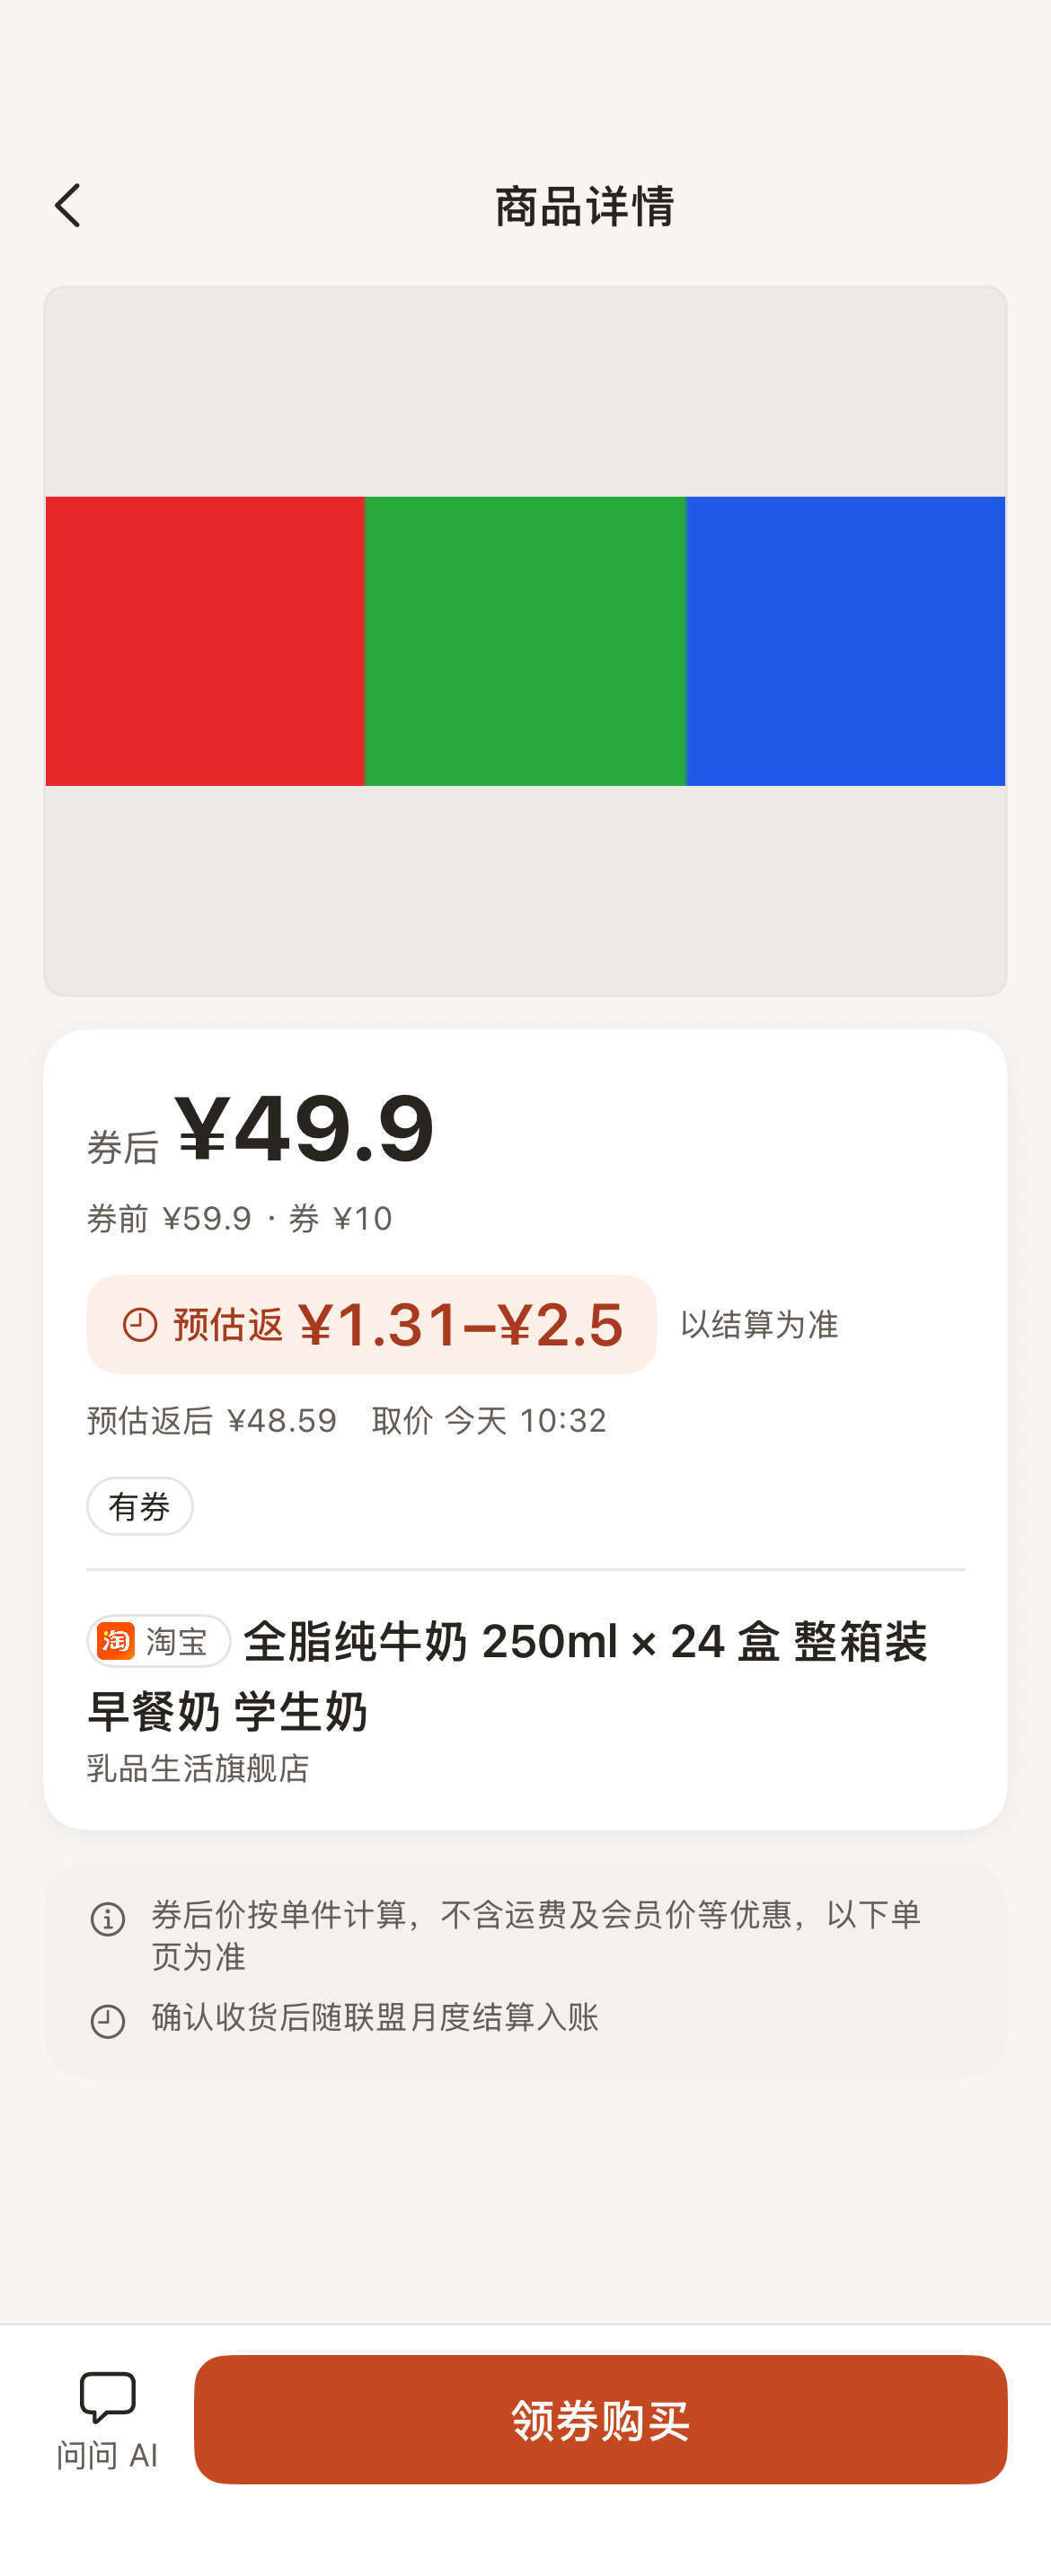 商品详情
券后 ¥49.9
券前 ¥59.9 · 券 ¥10
预估返 ¥1.31–¥2.5 以结算为准
预估返后 ¥48.59 取价 今天 10:32
有券
淘 淘宝 全脂纯牛奶 250ml × 24 盒 整箱装
早餐奶 学生奶
乳品生活旗舰店
券后价按单件计算，不含运费及会员价等优惠，以下单
页为准
确认收货后随联盟月度结算入账
领券购买
问问 AI